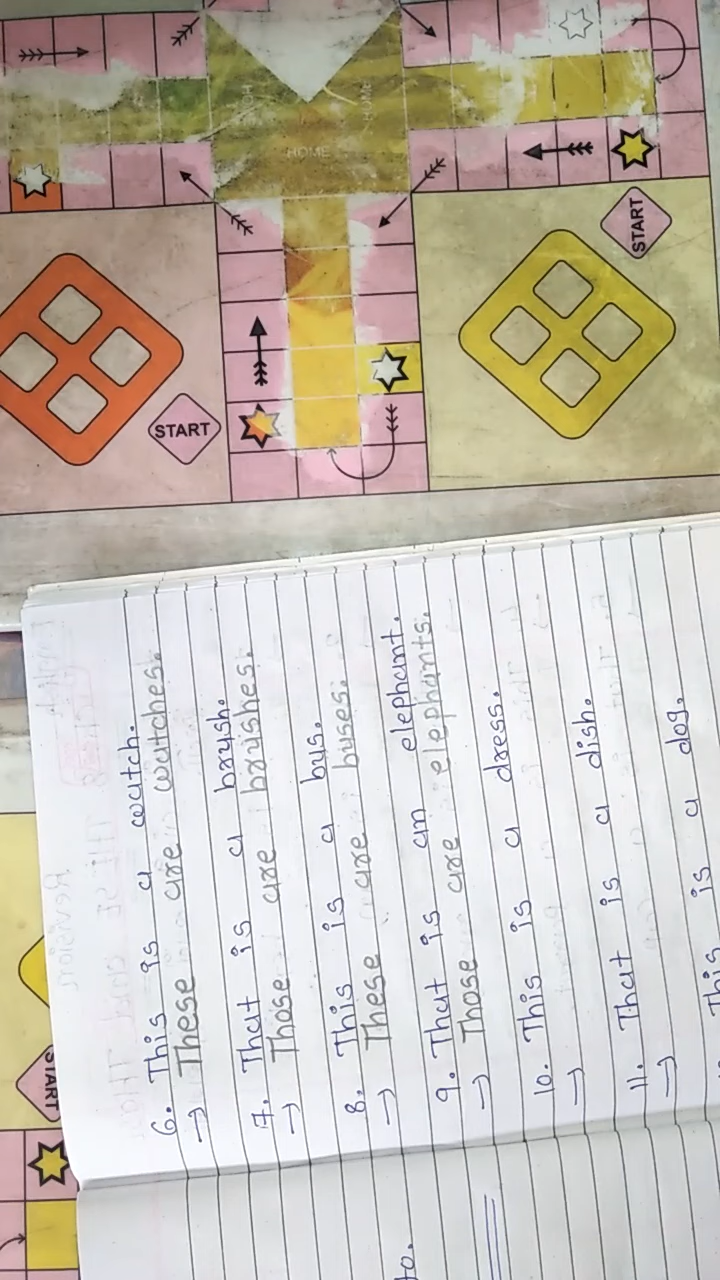 HOME
HOME
START
START
START
6. This is a watch.
→ These are watches.
7. That is a brush.
→ Those are brushes.
8. This is a bus.
→ These are buses.
9. That is an elephant.
→ Those are elephants.
10. This is a dress.
→
11. That is a dish.
→
This is a dog.
to.